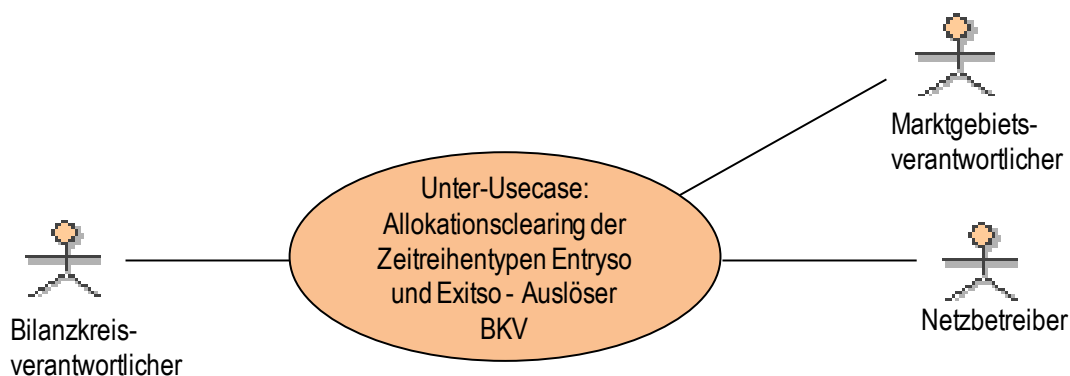 Marktgebiets-
verantwortlicher
Unter-Usecase:
Allokationsclearing der
Zeitreihentypen Entryso
und Exitso - Auslöser
BKV
Bilanzkreis-
verantwortlicher
Netzbetreiber